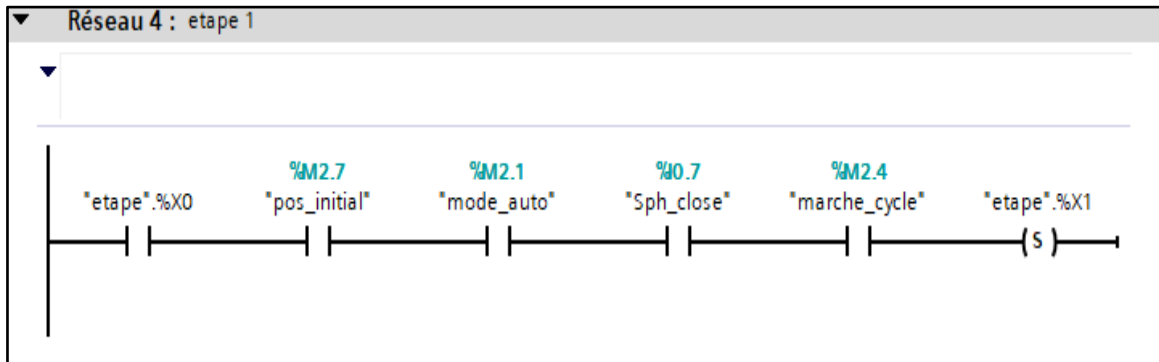 Réseau 4 : etape 1
%M2.7 %M2.1 %I0.7 %M2.4
"etape".%X0 "pos_initial" "mode_auto" "Sph_close" "marche_cycle" "etape".%X1
S